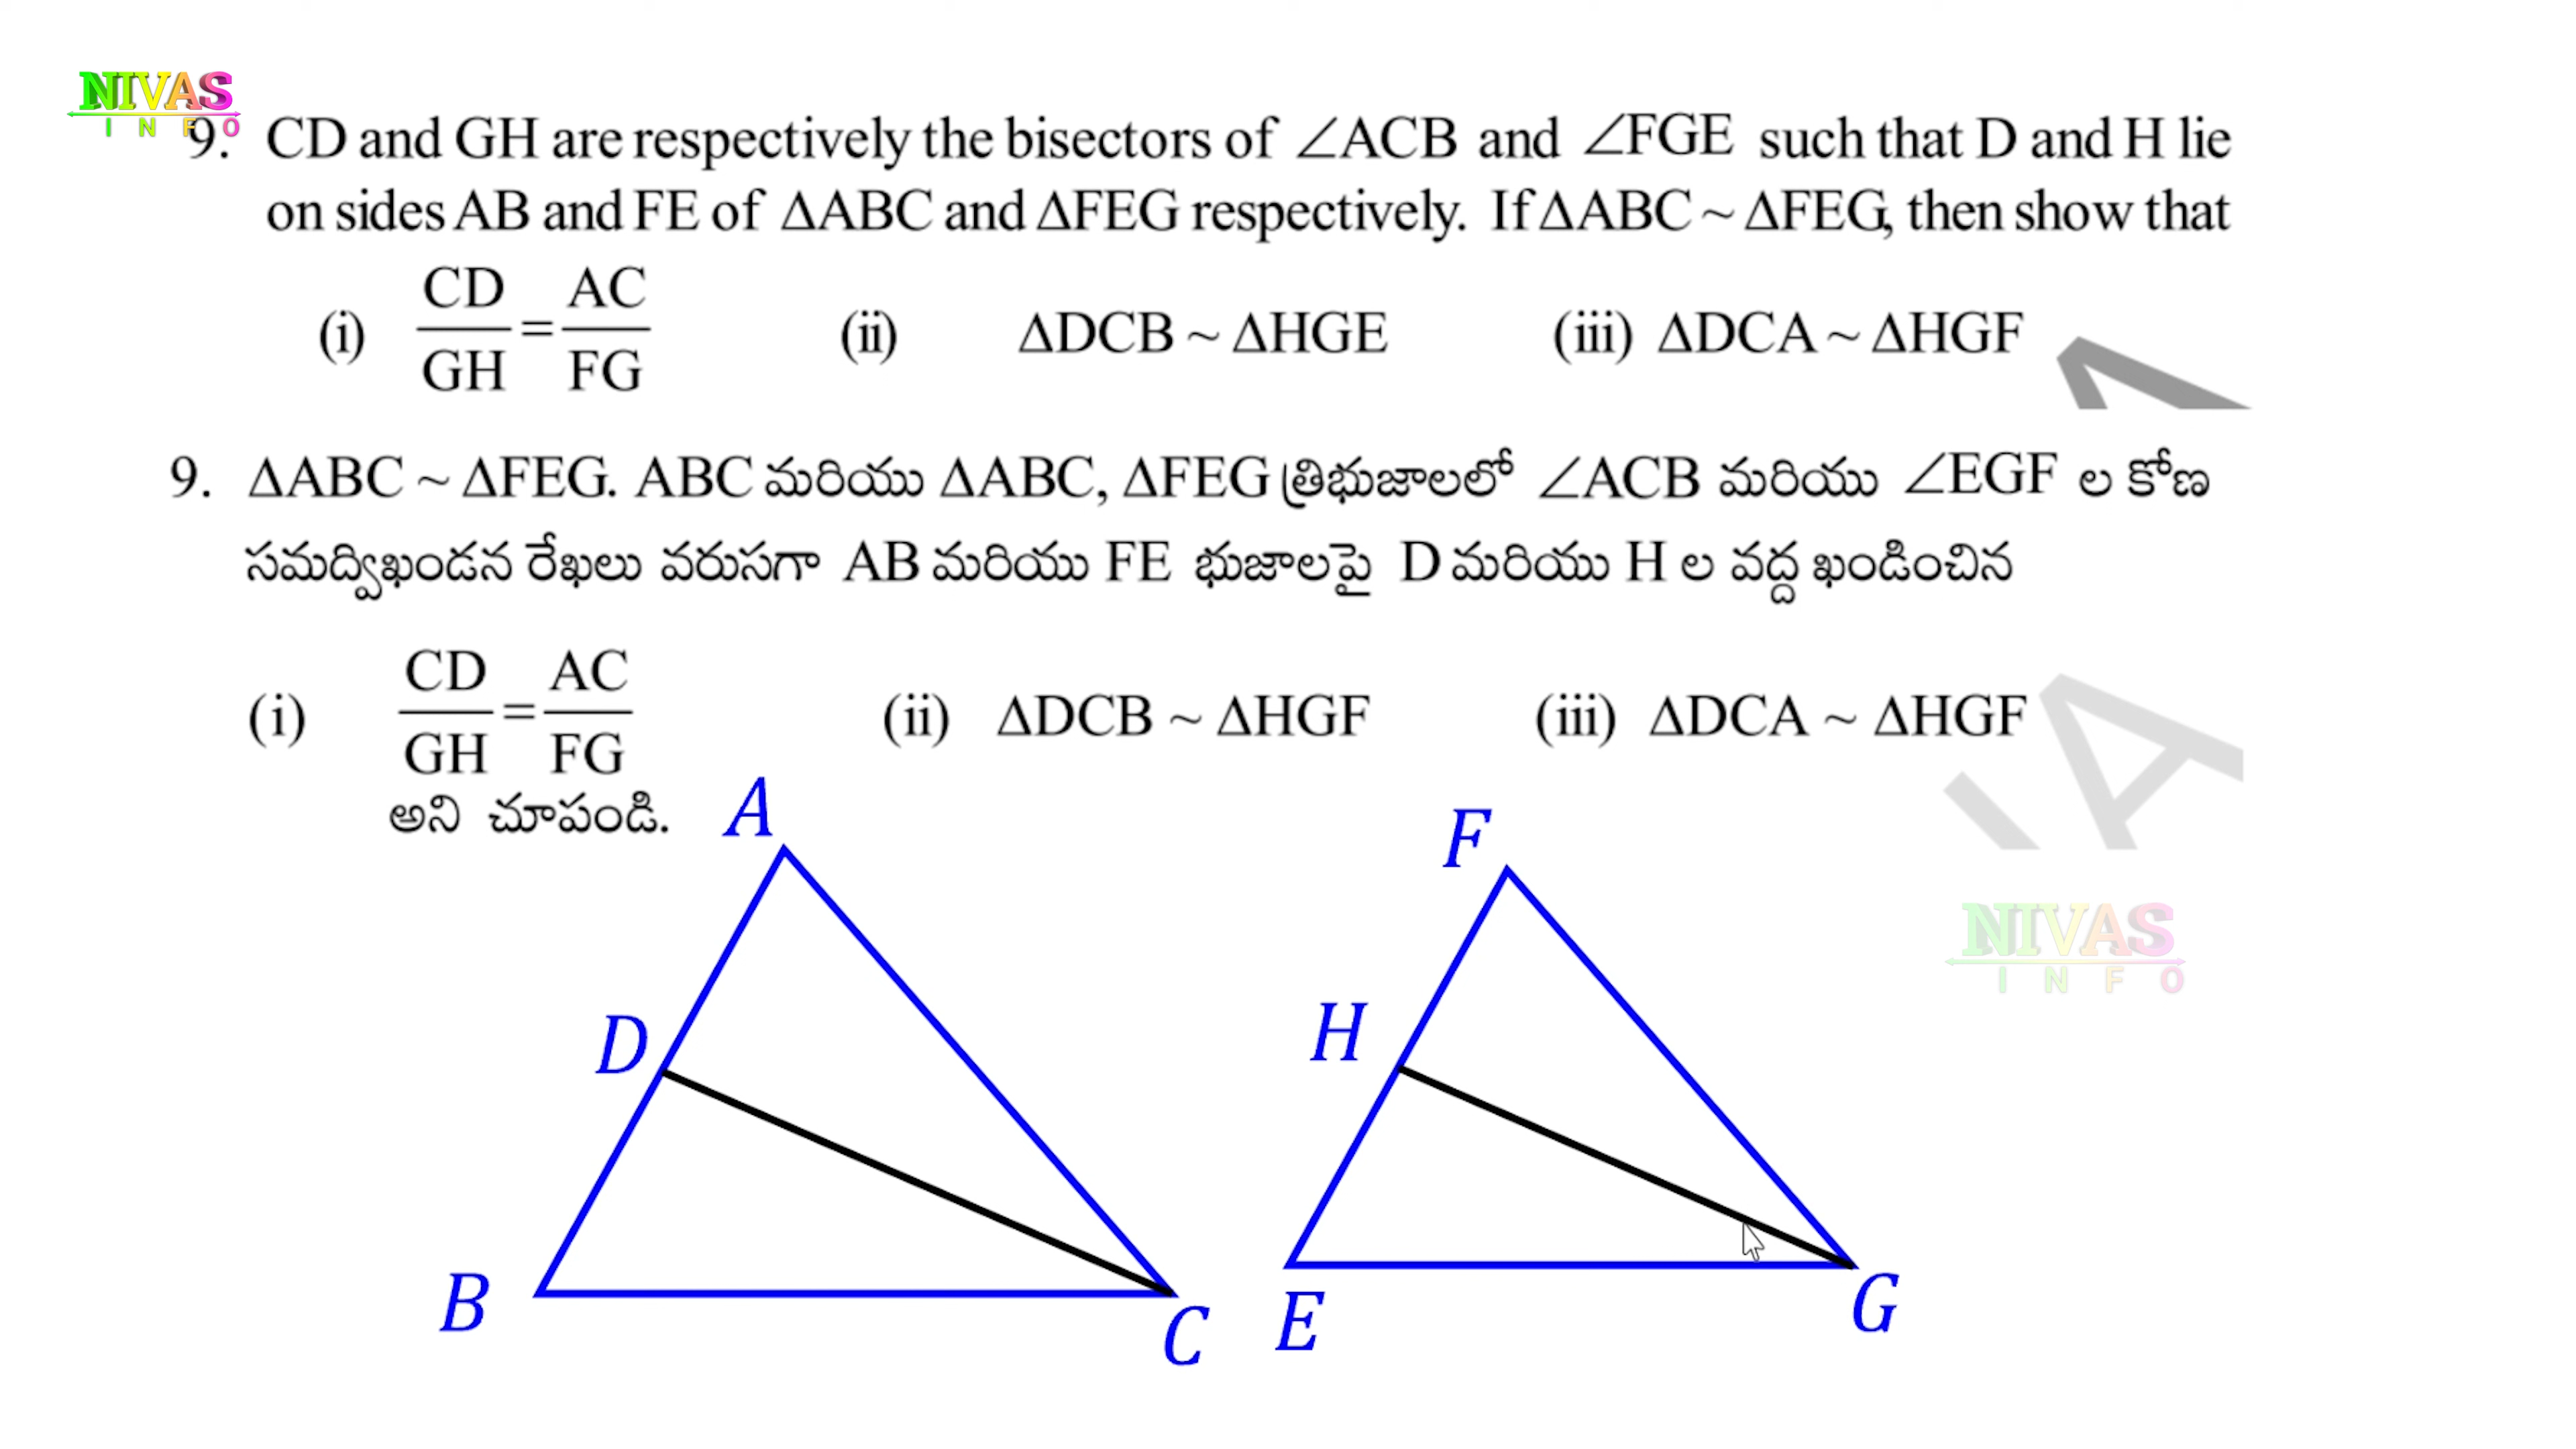 NIVAS
INFO
9. CD and GH are respectively the bisectors of ∠ACB and ∠FGE such that D and H lie
on sides AB and FE of ΔABC and ΔFEG respectively. If ΔABC ~ ΔFEG, then show that
(i) CD/GH = AC/FG (ii) ΔDCB ~ ΔHGE (iii) ΔDCA ~ ΔHGF
9. ΔABC ~ ΔFEG. ABC మరియు ΔABC, ΔFEG త్రిభుజాలలో ∠ACB మరియు ∠EGF ల కోణ
సమద్విఖండన రేఖలు వరుసగా AB మరియు FE భుజాలపై D మరియు H ల వద్ద ఖండించిన
(i) CD/GH = AC/FG (ii) ΔDCB ~ ΔHGF (iii) ΔDCA ~ ΔHGF
అని చూపండి.
A
F
NIVAS
INFO
D
H
B
C
E
G